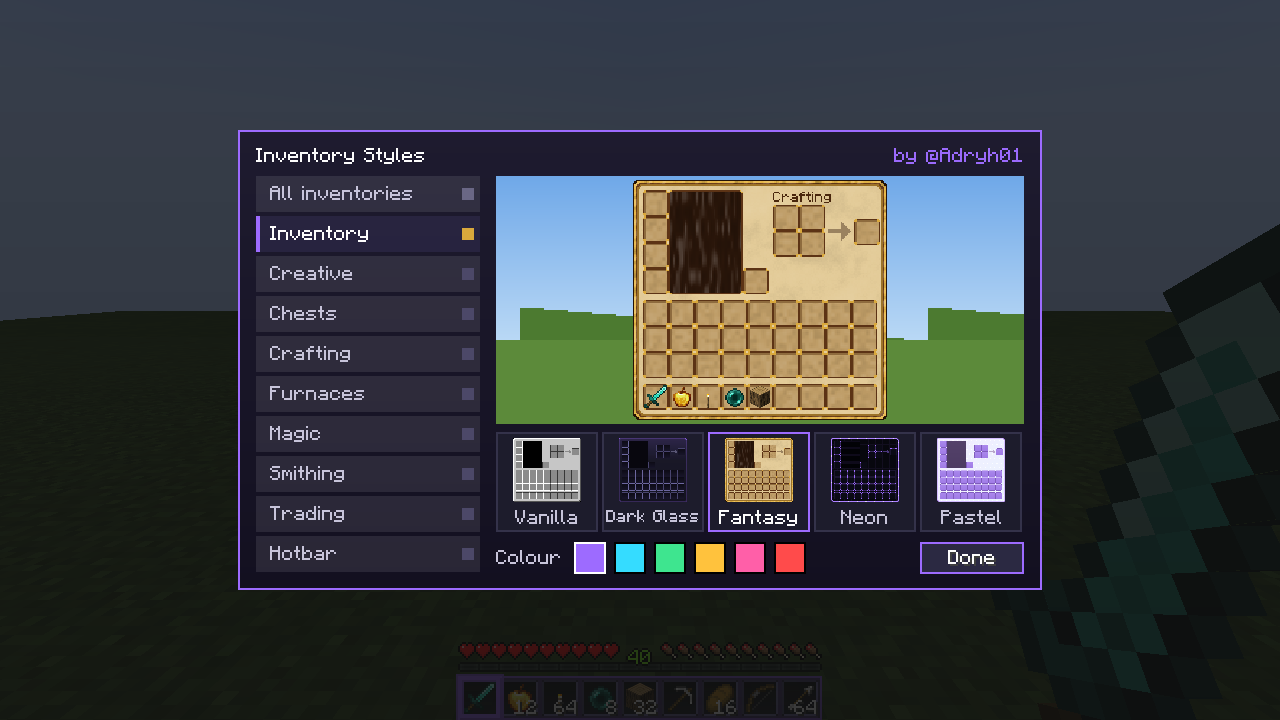 Inventory Styles
by @Adryh01
All inventories
Inventory
Creative
Chests
Crafting
Furnaces
Magic
Smithing
Trading
Hotbar
Crafting
Vanilla
Dark Glass
Fantasy
Neon
Pastel
Colour
Done
40
12
64
8
32
16
64